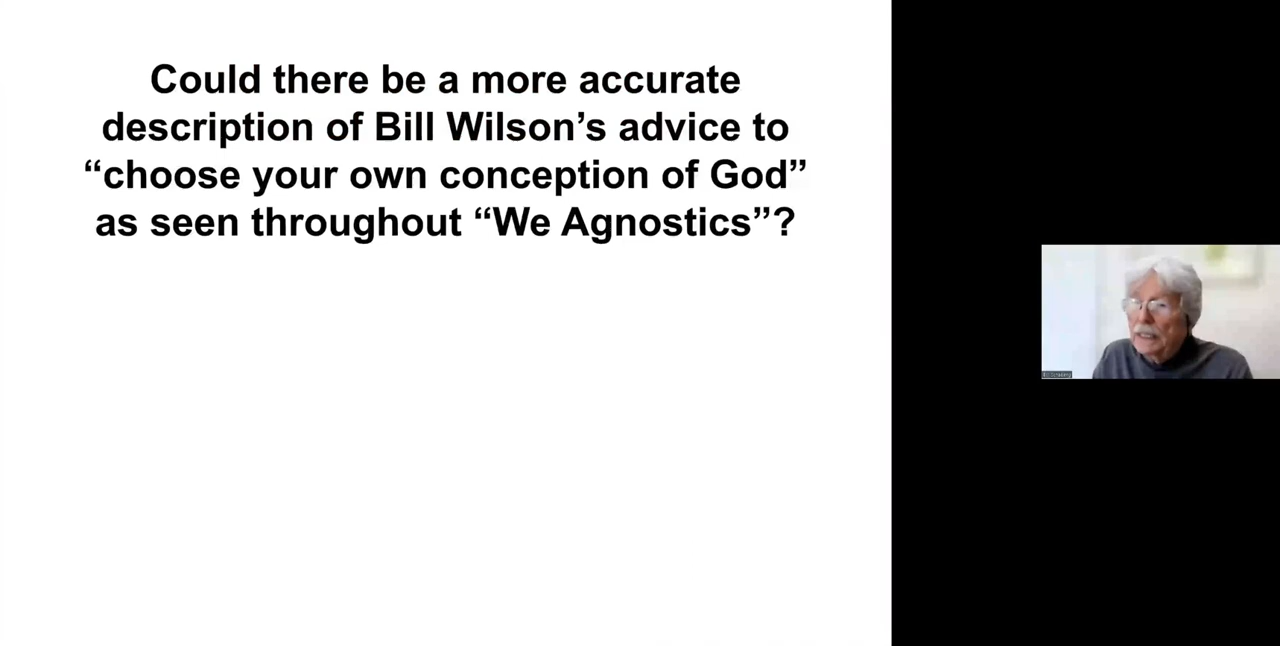 Could there be a more accurate
description of Bill Wilson’s advice to
“choose your own conception of God”
as seen throughout “We Agnostics”?